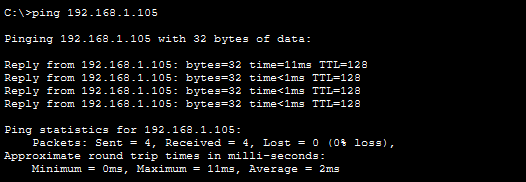 C:\>ping 192.168.1.105
Pinging 192.168.1.105 with 32 bytes of data:
Reply from 192.168.1.105: bytes=32 time=11ms TTL=128
Reply from 192.168.1.105: bytes=32 time<1ms TTL=128
Reply from 192.168.1.105: bytes=32 time<1ms TTL=128
Reply from 192.168.1.105: bytes=32 time<1ms TTL=128
Ping statistics for 192.168.1.105:
    Packets: Sent = 4, Received = 4, Lost = 0 (0% loss),
Approximate round trip times in milli-seconds:
    Minimum = 0ms, Maximum = 11ms, Average = 2ms